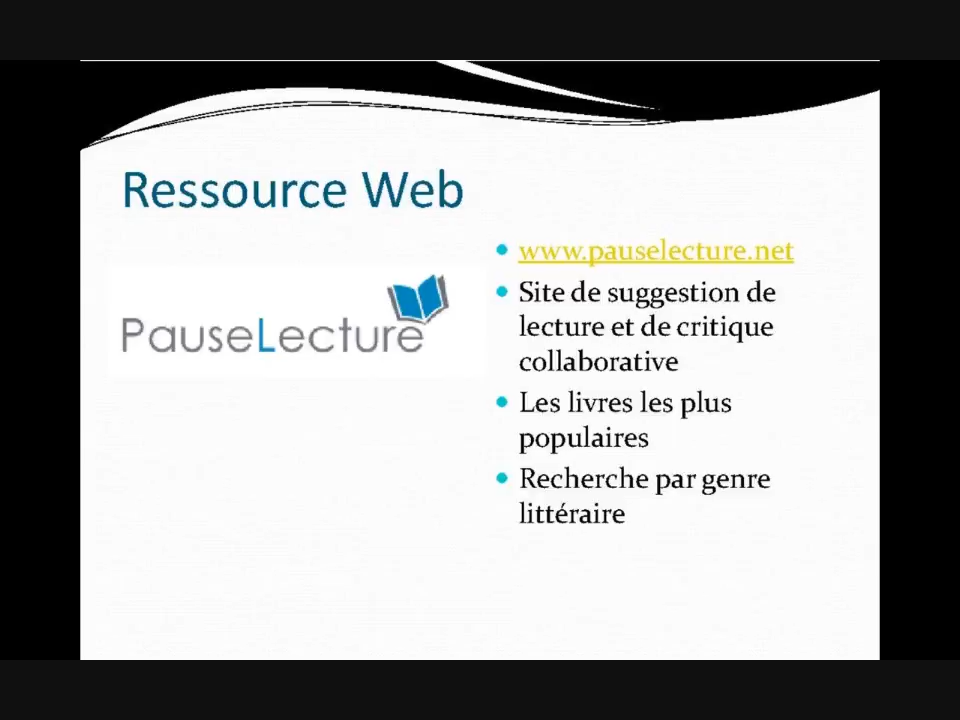 Ressource Web
PauseLecture
www.pauselecture.net
Site de suggestion de
lecture et de critique
collaborative
Les livres les plus
populaires
Recherche par genre
littéraire